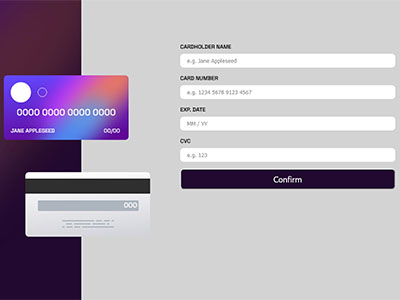 0000 0000 0000 0000
JANE APPLESEED 00/00
000
CARDHOLDER NAME
e.g. Jane Appleseed
CARD NUMBER
e.g. 1234 5678 9123 4567
EXP. DATE
MM / YY
CVC
e.g. 123
Confirm